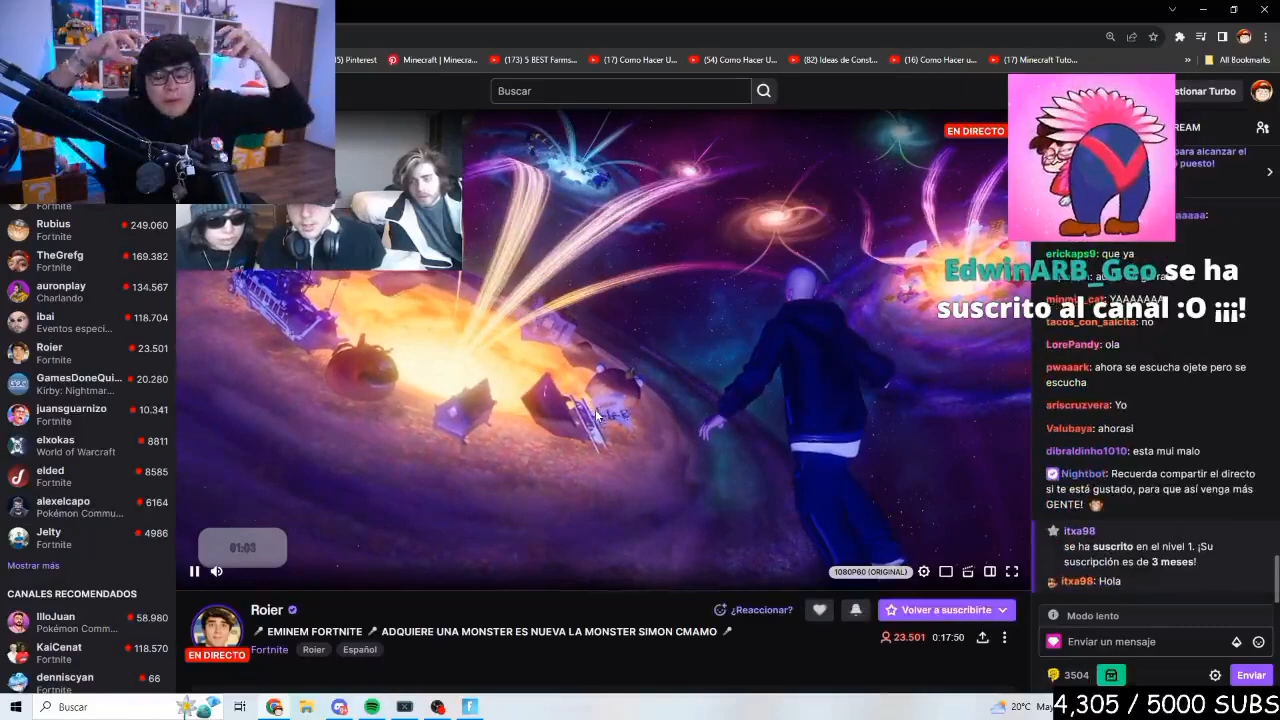 5) Pinterest
Minecraft | Minecra...
(173) 5 BEST Farms...
(17) Como Hacer U...
(54) Como Hacer U...
(82) Ideas de Const...
(16) Como Hacer u...
(17) Minecraft Tuto...
»
All Bookmarks
Buscar
stionar Turbo
EN DIRECTO
REAM
para alcanzar el
puesto!
aaaaa:
erickaps9: que ya
EdwinARB_Geo se ha
suscrito al canal :O ¡¡¡!
tacos_con_salcita: no
LorePandy: ola
pwaaark: ahora se escucha ojete pero se
escucha
ariscruzvera: Yo
Valubaya: ahorasi
dibraldinho1010: esta mui malo
Nightbot: Recuerda compartir el directo
si te está gustado, para que así venga más
GENTE!
itxa98
se ha suscrito en el nivel 1. ¡Su
suscripción es de 3 meses!
itxa98: Hola
Modo lento
Enviar un mensaje
3504
Enviar
4,305 / 5000 SUBS
Fortnite
Rubius
249.060
Fortnite
TheGrefg
169.382
Fortnite
auronplay
134.567
Charlando
ibai
118.704
Eventos especi...
Roier
23.501
Fortnite
GamesDoneQui...
20.280
Kirby: Nightmar...
juansguarnizo
10.341
Fortnite
elxokas
8811
World of Warcraft
elded
8585
Fortnite
alexelcapo
6164
Pokémon Commu...
Jelty
4986
Fortnite
Mostrar más
CANALES RECOMENDADOS
IlloJuan
58.980
Pokémon Comm...
KaiCenat
118.570
Fortnite
denniscyan
66
Fortnite
01:03
1080P60 (ORIGINAL)
Roier
¿Reaccionar?
Volver a suscribirte
EMINEM FORTNITE ADQUIERE UNA MONSTER ES NUEVA LA MONSTER SIMON CMAMO
23.501
0:17:50
Fortnite
Roier
Español
EN DIRECTO
Buscar
20°C